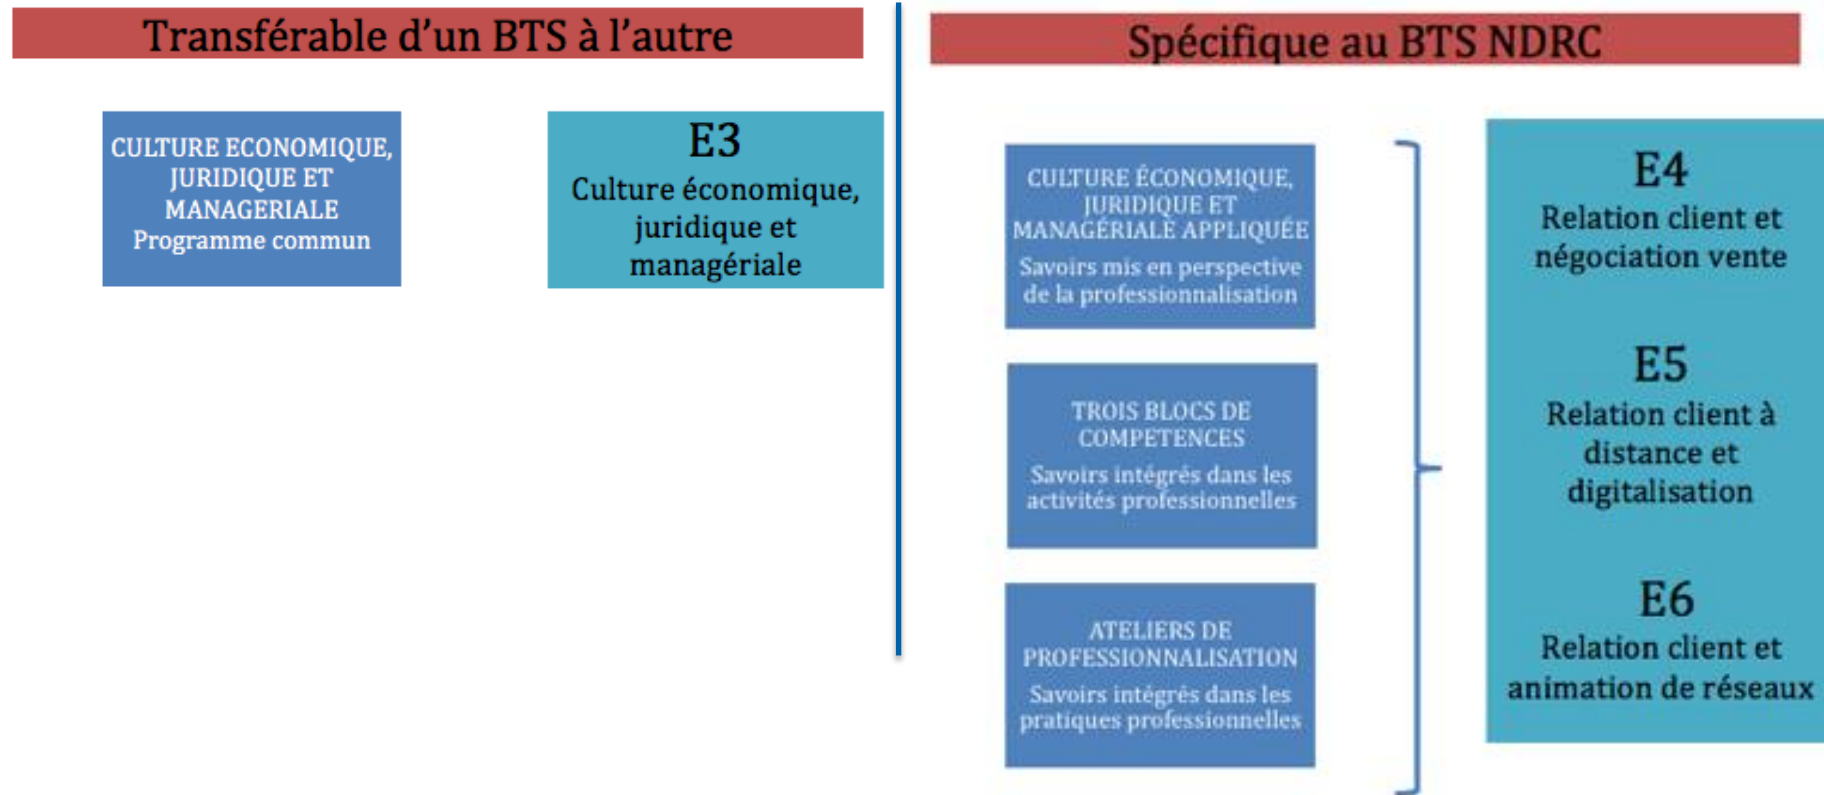 Transférable d'un BTS à l'autre
CULTURE ECONOMIQUE,
JURIDIQUE ET
MANAGERIALE
Programme commun
E3
Culture économique,
juridique et
managériale
Spécifique au BTS NDRC
CULTURE ÉCONOMIQUE,
JURIDIQUE ET
MANAGÉRIALE APPLIQUÉE
Savoirs mis en perspective
de la professionnalisation
TROIS BLOCS DE
COMPETENCES
Savoirs intégrés dans les
activités professionnelles
ATELIERS DE
PROFESSIONNALISATION
Savoirs intégrés dans les
pratiques professionnelles
E4
Relation client et
négociation vente
E5
Relation client à
distance et
digitalisation
E6
Relation client et
animation de réseaux